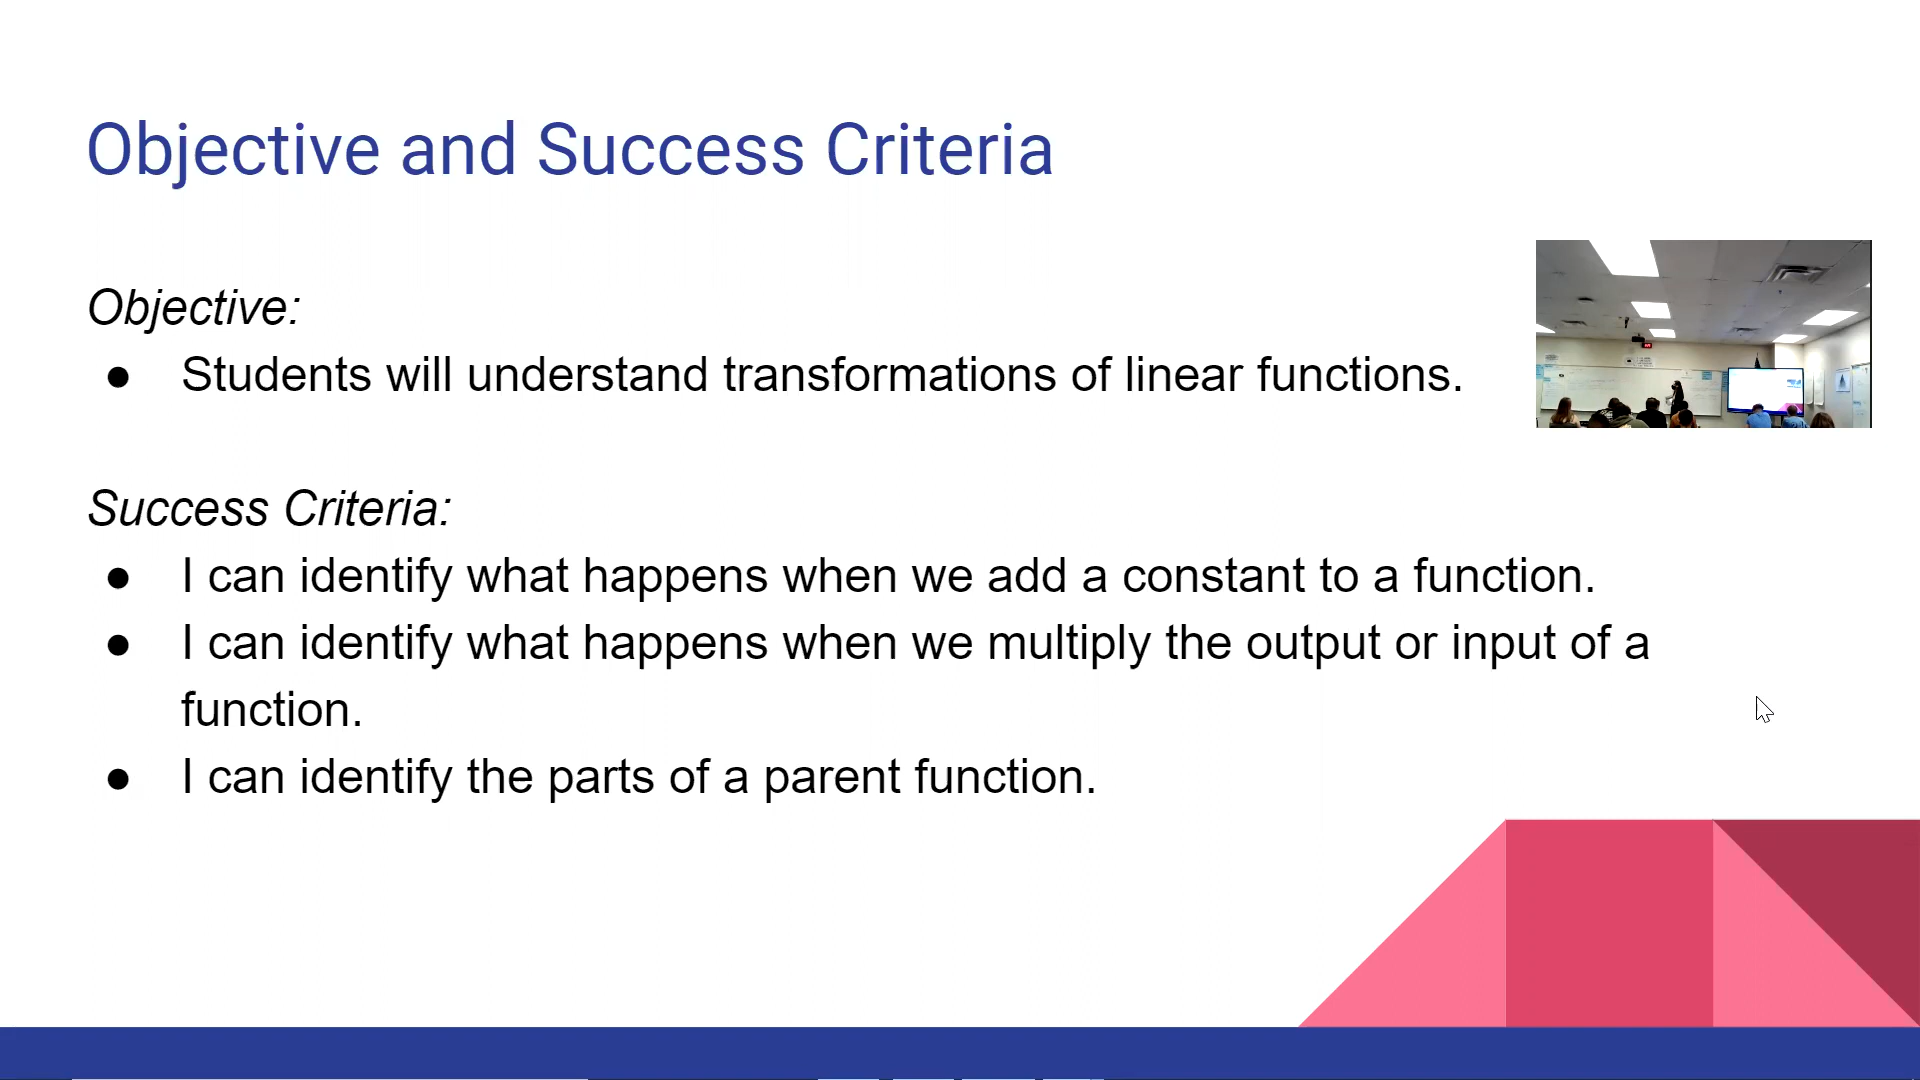 Objective and Success Criteria
Objective:
● Students will understand transformations of linear functions.
Success Criteria:
● I can identify what happens when we add a constant to a function.
● I can identify what happens when we multiply the output or input of a
function.
● I can identify the parts of a parent function.